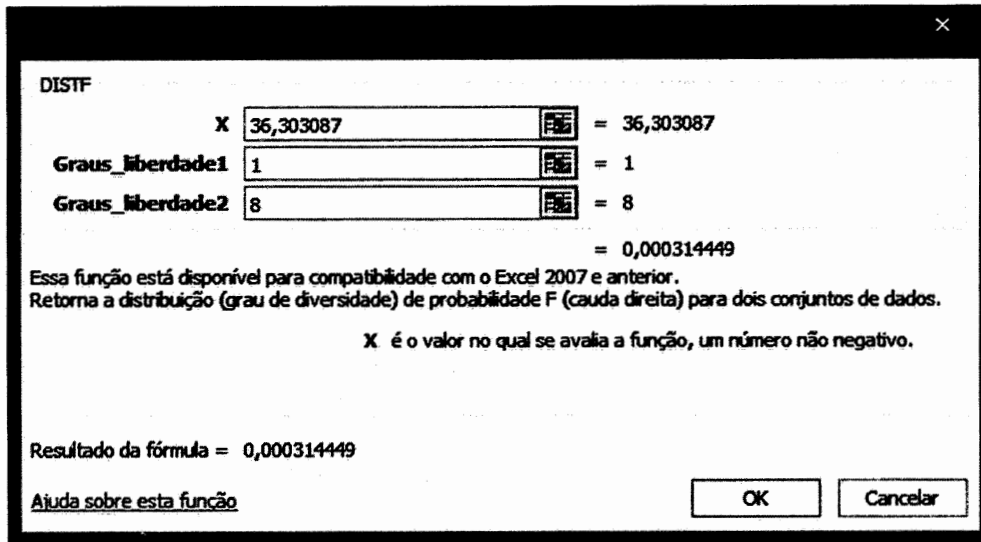 DISTF
X 36,303087 = 36,303087
Graus_liberdade1 1 = 1
Graus_liberdade2 8 = 8
= 0,000314449
Essa função está disponível para compatibilidade com o Excel 2007 e anterior.
Retorna a distribuição (grau de diversidade) de probabilidade F (cauda direita) para dois conjuntos de dados.
X é o valor no qual se avalia a função, um número não negativo.
Resultado da fórmula = 0,000314449
Ajuda sobre esta função OK Cancelar